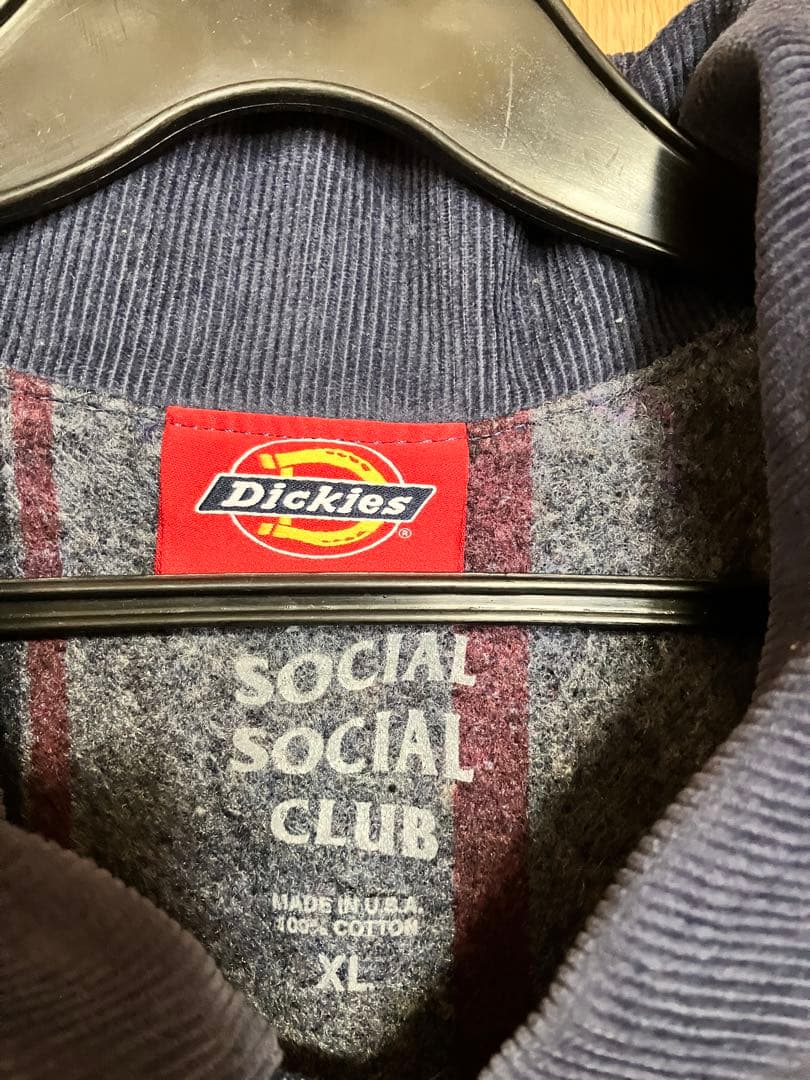 Dickies
®
SOCIAL
SOCIAL
CLUB
MADE IN U.S.A.
100% COTTON
XL